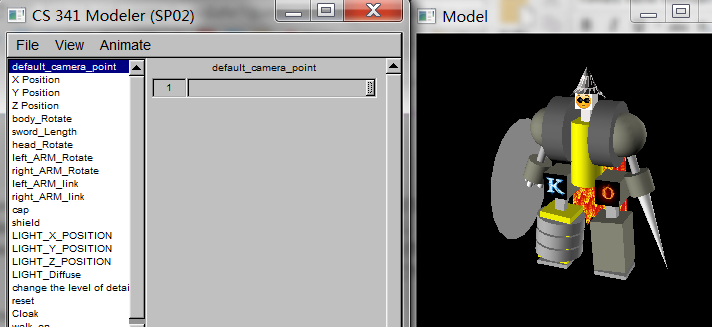 CS 341 Modeler (SP02)
File View Animate
default_camera_point
X Position
Y Position
Z Position
body_Rotate
sword_Length
head_Rotate
left_ARM_Rotate
right_ARM_Rotate
left_ARM_link
right_ARM_link
cap
shield
LIGHT_X_POSITION
LIGHT_Y_POSITION
LIGHT_Z_POSITION
LIGHT_Diffuse
change the level of detai
reset
Cloak
walk_on
default_camera_point
1
Model
K O